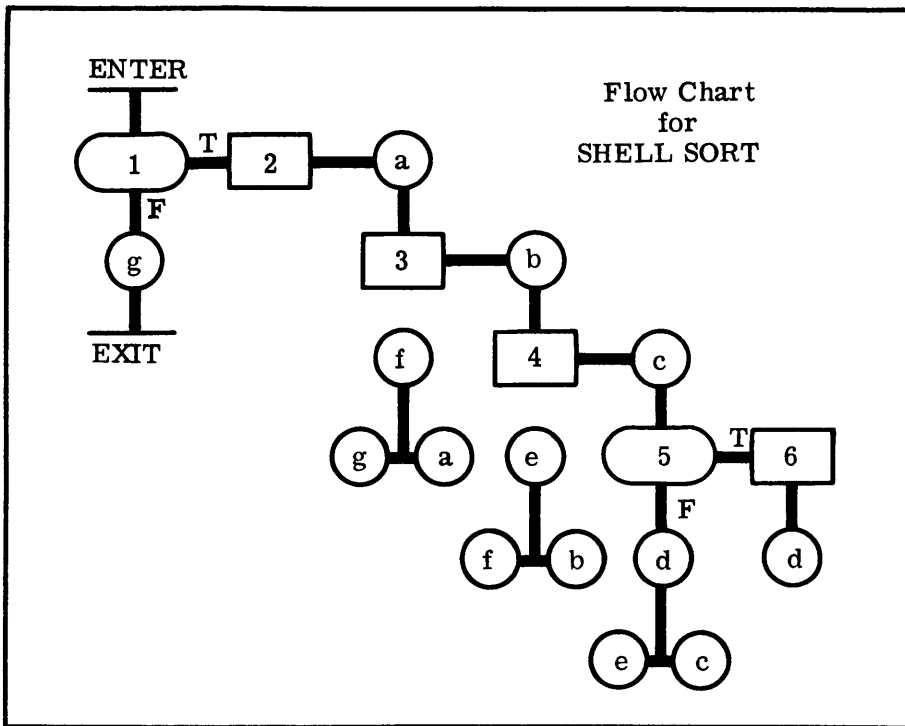 ENTER
Flow Chart
for
SHELL SORT
1 T 2 a
F
g 3 b
EXIT
f 4 c
g a e 5 T 6
F
f b d d
e c